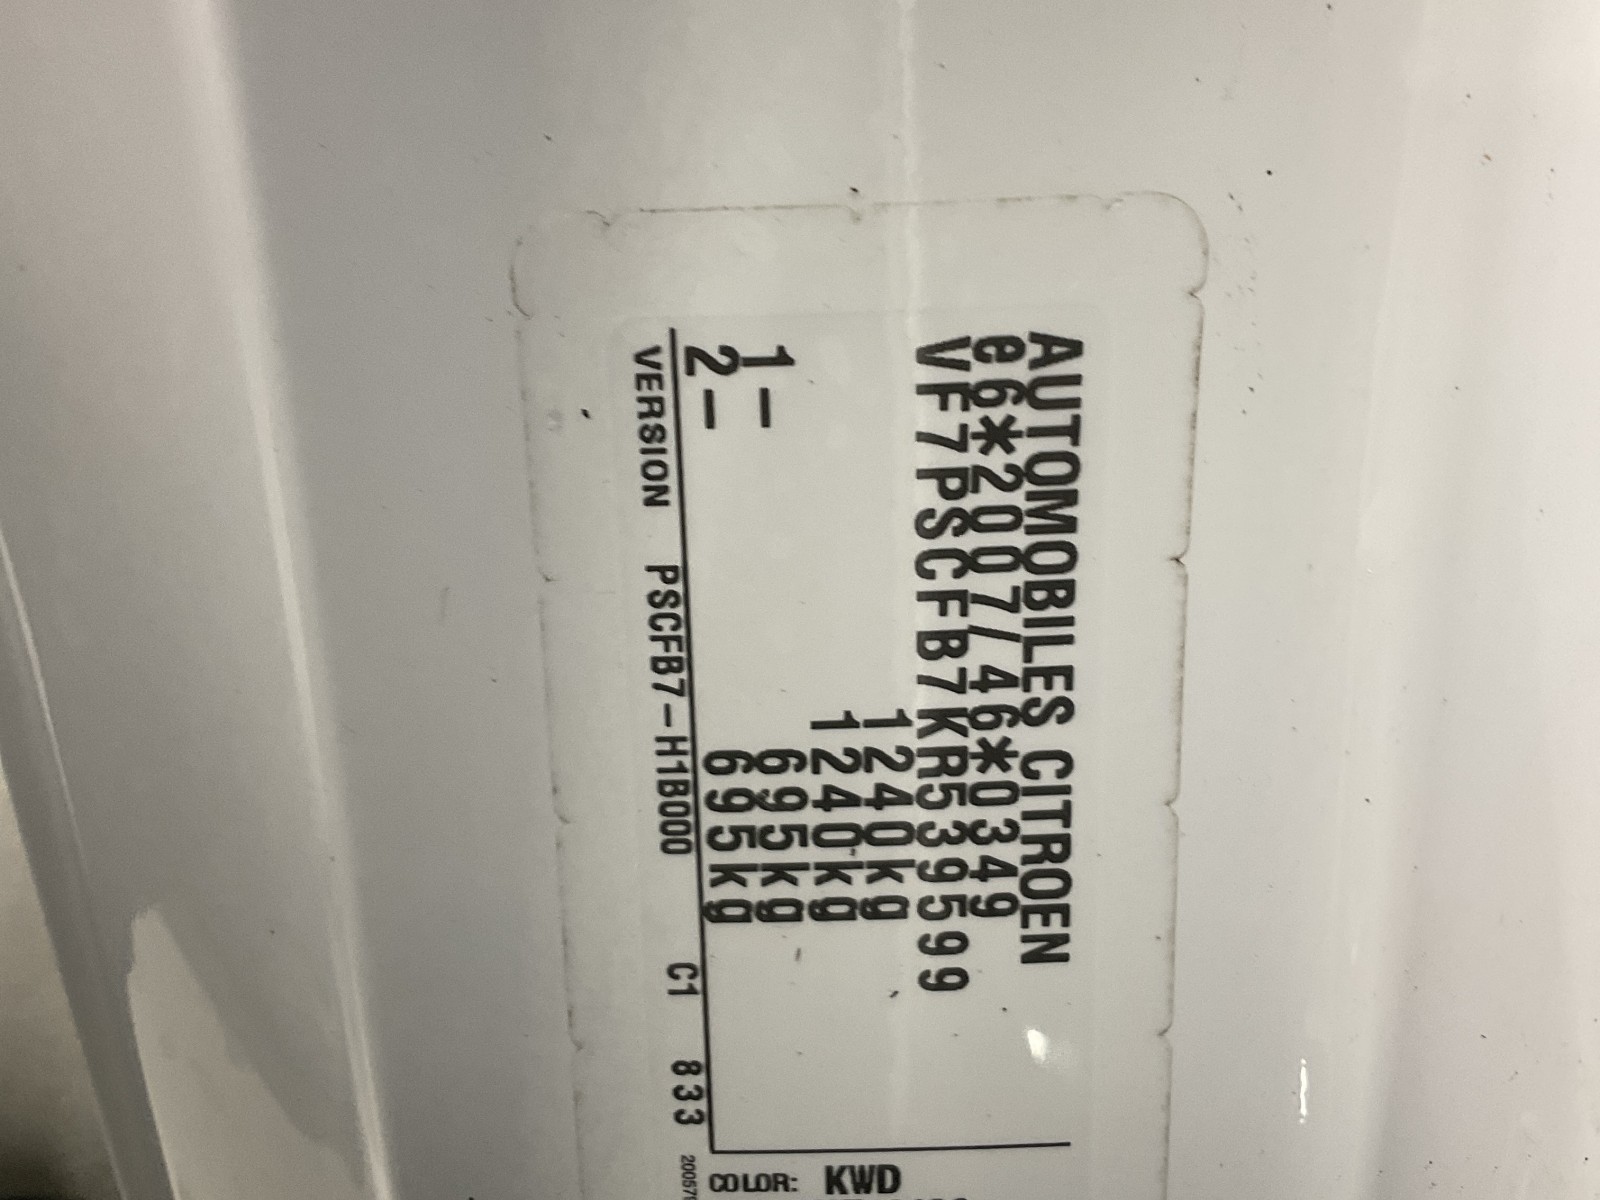 AUTOMOBILES CITROEN
e6*2007/46*0349
VF7PSCFB7KR539599
1240kg
1240kg
1- 695kg
2- 695kg
VERSION PSCFB7-H1B000 C1 833
COLOR: KWD